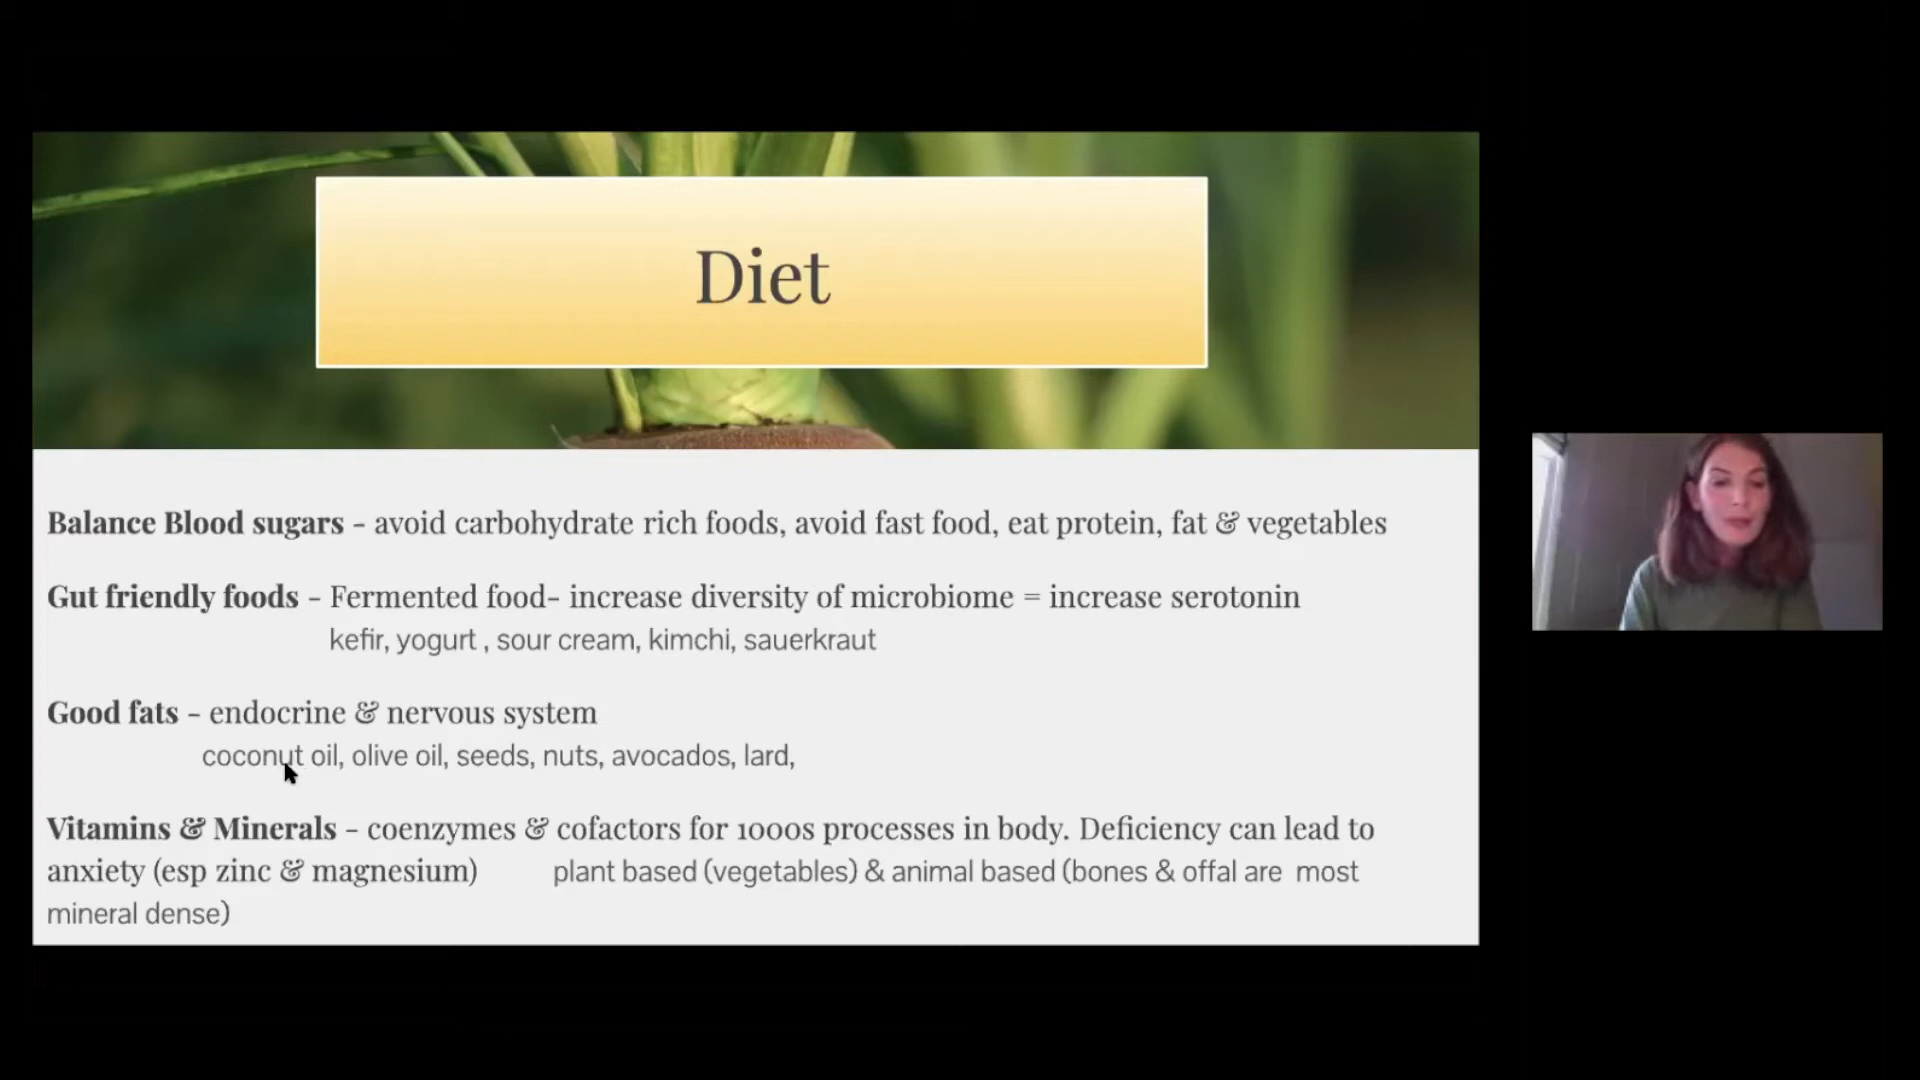 Diet
Balance Blood sugars - avoid carbohydrate rich foods, avoid fast food, eat protein, fat & vegetables
Gut friendly foods - Fermented food- increase diversity of microbiome = increase serotonin
kefir, yogurt , sour cream, kimchi, sauerkraut
Good fats - endocrine & nervous system
coconut oil, olive oil, seeds, nuts, avocados, lard,
Vitamins & Minerals - coenzymes & cofactors for 1000s processes in body. Deficiency can lead to
anxiety (esp zinc & magnesium) plant based (vegetables) & animal based (bones & offal are most
mineral dense)